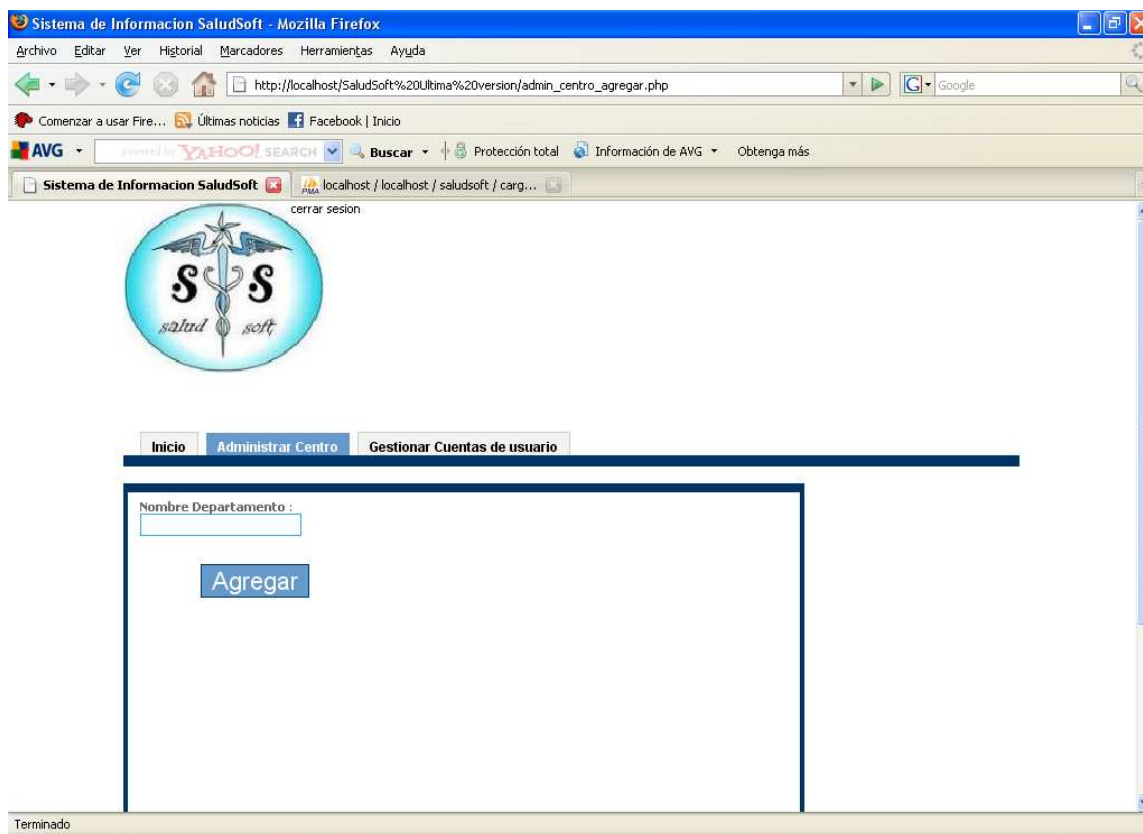 Sistema de Informacion SaludSoft - Mozilla Firefox
Archivo Editar Ver Historial Marcadores Herramientas Ayuda
http://localhost/SaludSoft%20Ultima%20version/admin_centro_agregar.php
G Google
Comenzar a usar Fire... Últimas noticias Facebook | Inicio
AVG powered by YAHOO! SEARCH Buscar Protección total Información de AVG Obtenga más
Sistema de Informacion SaludSoft PMA localhost / localhost / saludsoft / carg...
cerrar sesion
S S
salud soft
Inicio Administrar Centro Gestionar Cuentas de usuario
Nombre Departamento :
Agregar
Terminado